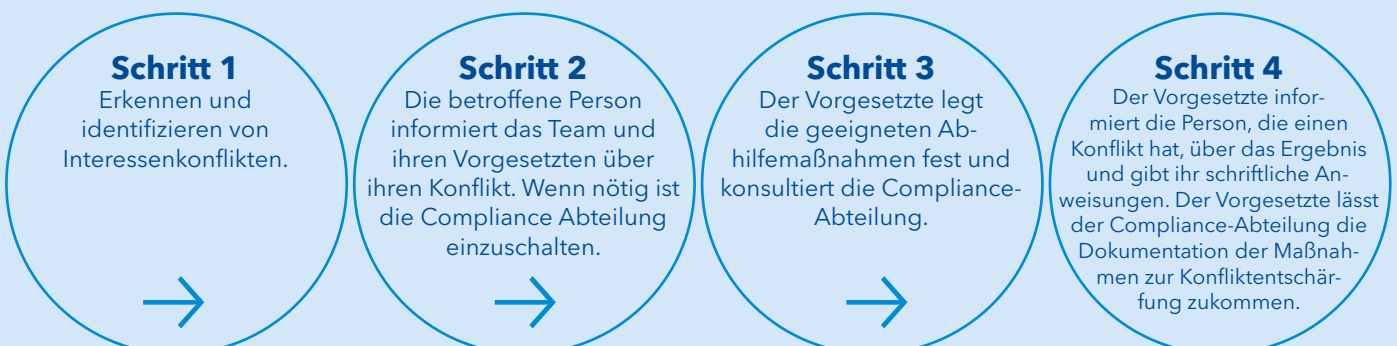 Schritt 1
Erkennen und
identifizieren von
Interessenkonflikten.
Schritt 2
Die betroffene Person
informiert das Team und
ihren Vorgesetzten über
ihren Konflikt. Wenn nötig ist
die Compliance Abteilung
einzuschalten.
Schritt 3
Der Vorgesetzte legt
die geeigneten Ab-
hilfemaßnahmen fest und
konsultiert die Compliance-
Abteilung.
Schritt 4
Der Vorgesetzte infor-
miert die Person, die einen
Konflikt hat, über das Ergebnis
und gibt ihr schriftliche An-
weisungen. Der Vorgesetzte lässt
der Compliance-Abteilung die
Dokumentation der Maßnah-
men zur Konfliktentschär-
fung zukommen.